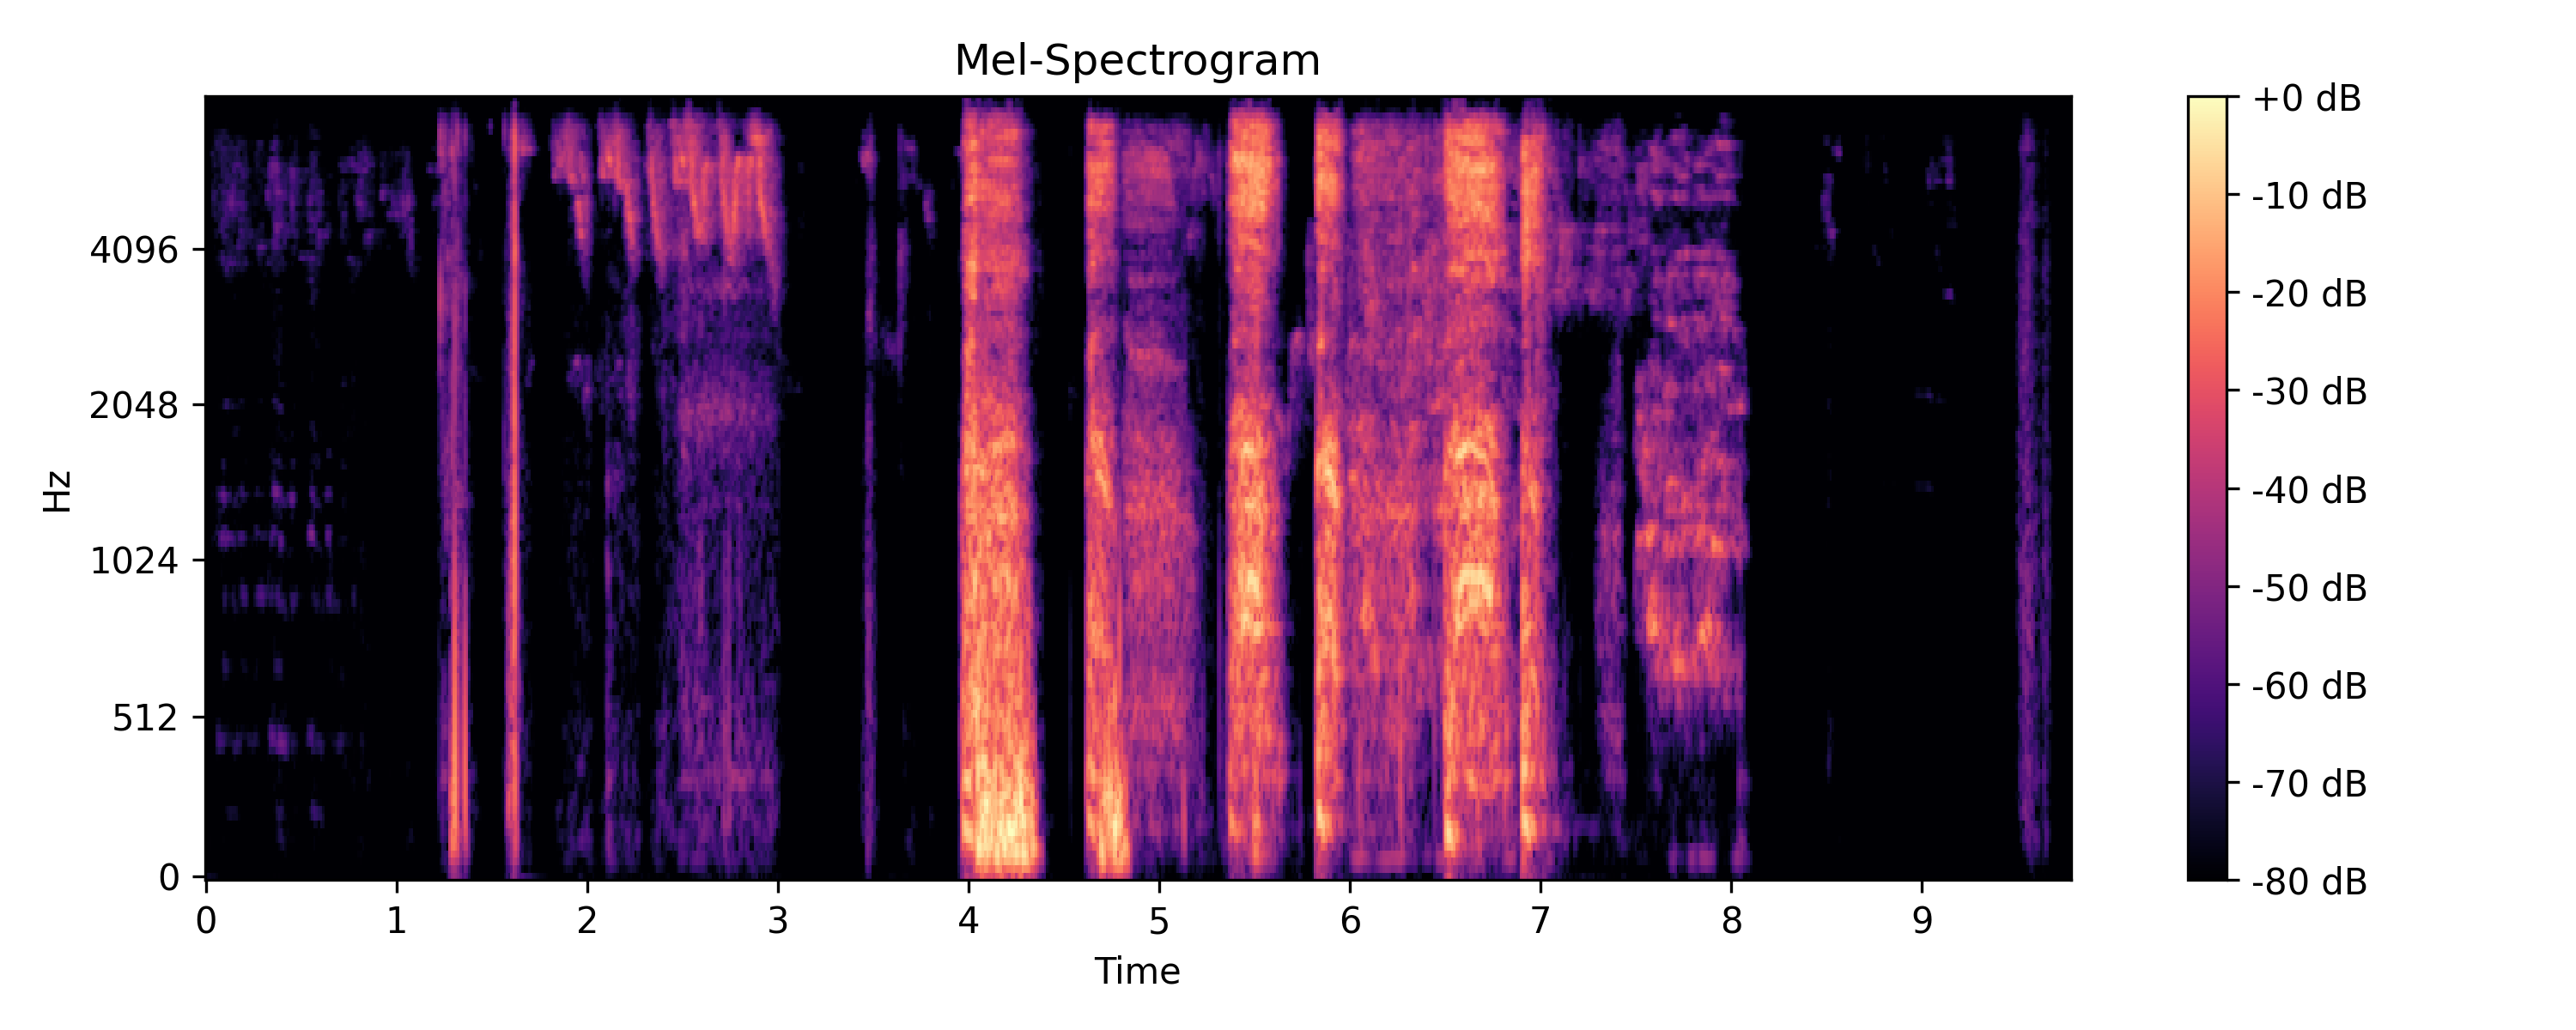 Mel-Spectrogram
+0 dB
-10 dB
-20 dB
-30 dB
-40 dB
-50 dB
-60 dB
-70 dB
-80 dB
4096
2048
1024
512
0
Hz
0 1 2 3 4 5 6 7 8 9
Time